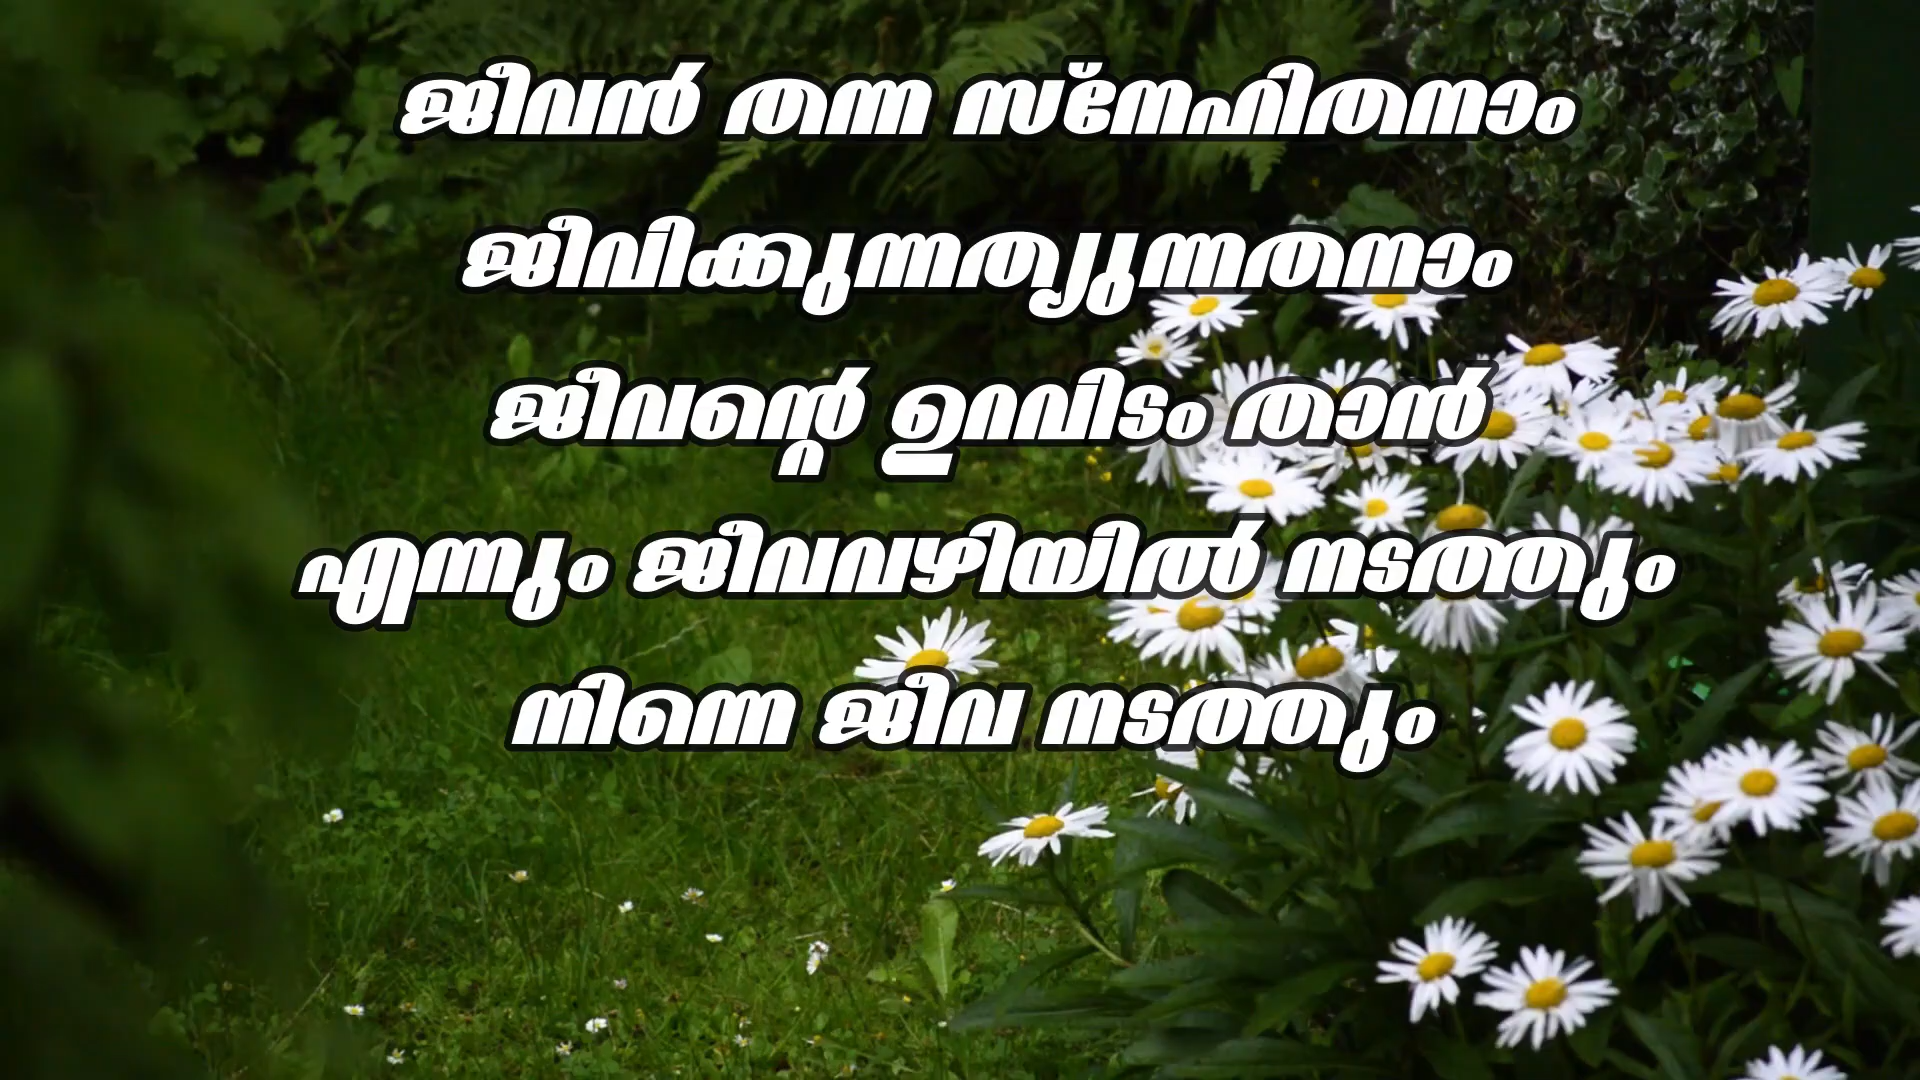 ജീവൻ തന്ന സ്നേഹിതനാം
ജീവിക്കുന്നത്യുന്നതനാം
ജീവന്റെ ഉറവിടം താൻ
എന്നും ജീവവഴിയിൽ നടത്തും
നിന്നെ ജീവ നടത്തും